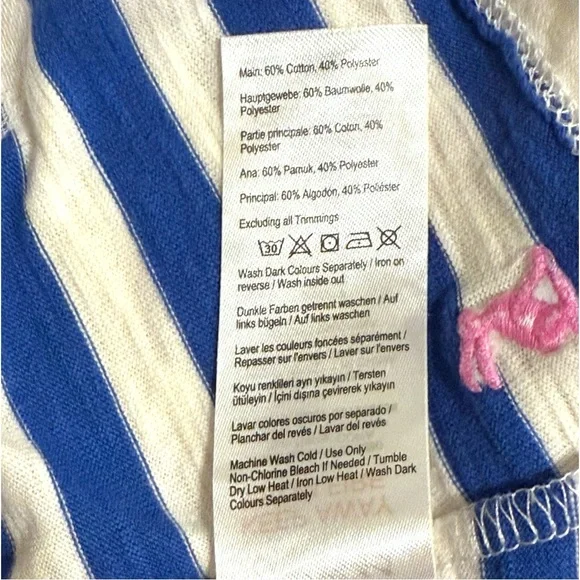 Main: 60% Cotton, 40% Polyester
Hauptgewebe: 60% Baumwolle, 40%
Polyester
Partie principale: 60% Coton, 40%
Polyester
Ana: 60% Pamuk, 40% Polyester
Principal: 60% Algodón, 40% Poliéster
Excluding all Trimmings
30
Wash Dark Colours Separately / Iron on
reverse / Wash inside out
Dunkle Farben getrennt waschen / Auf
links bügeln / Auf links waschen
Laver les couleurs foncées séparément /
Repasser sur l'envers / Laver sur l'envers
Koyu renklileri ayrı yıkayın / Tersten
ütüleyin / İçini dışına çevirerek yıkayın
Lavar colores oscuros por separado /
Planchar del revés / Lavar del revés
Machine Wash Cold / Use Only
Non-Chlorine Bleach If Needed / Tumble
Dry Low Heat / Iron Low Heat / Wash Dark
Colours Separately